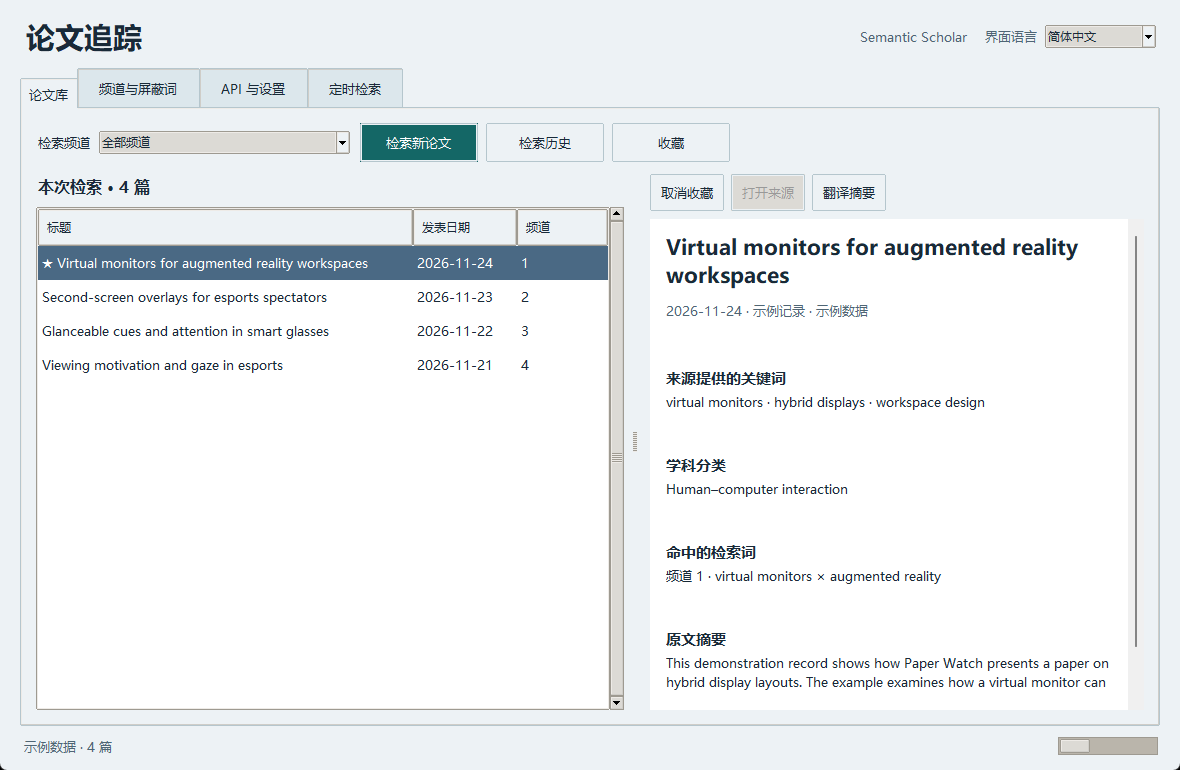 论文追踪
Semantic Scholar 界面语言 简体中文
论文库 频道与屏蔽词 API 与设置 定时检索
检索频道 全部频道 检索新论文 检索历史 收藏
本次检索 • 4 篇
标题 发表日期 频道
★ Virtual monitors for augmented reality workspaces 2026-11-24 1
Second-screen overlays for esports spectators 2026-11-23 2
Glanceable cues and attention in smart glasses 2026-11-22 3
Viewing motivation and gaze in esports 2026-11-21 4
取消收藏 打开来源 翻译摘要
Virtual monitors for augmented reality
workspaces
2026-11-24 · 示例记录 · 示例数据
来源提供的关键词
virtual monitors · hybrid displays · workspace design
学科分类
Human–computer interaction
命中的检索词
频道 1 · virtual monitors × augmented reality
原文摘要
This demonstration record shows how Paper Watch presents a paper on
hybrid display layouts. The example examines how a virtual monitor can
示例数据 · 4 篇